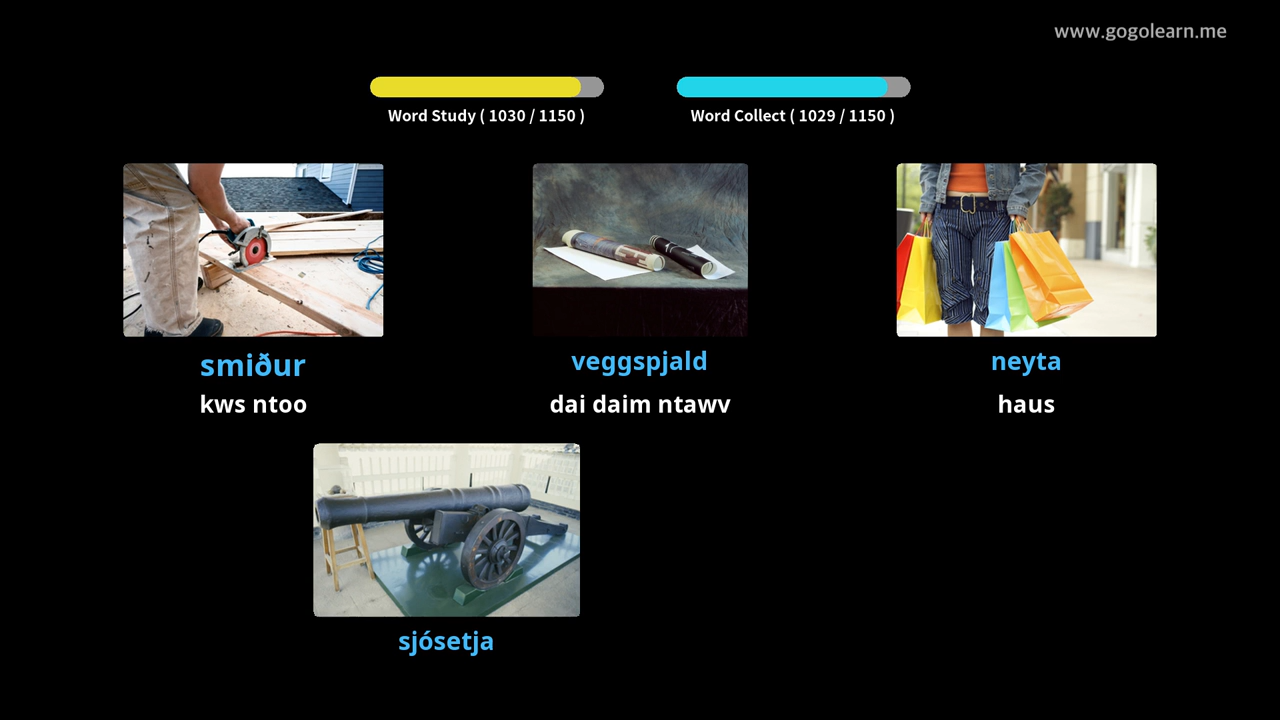 www.gogolearn.me
Word Study ( 1030 / 1150 )
Word Collect ( 1029 / 1150 )
smiður
veggspjald
neyta
kws ntoo
dai daim ntawv
haus
sjósetja